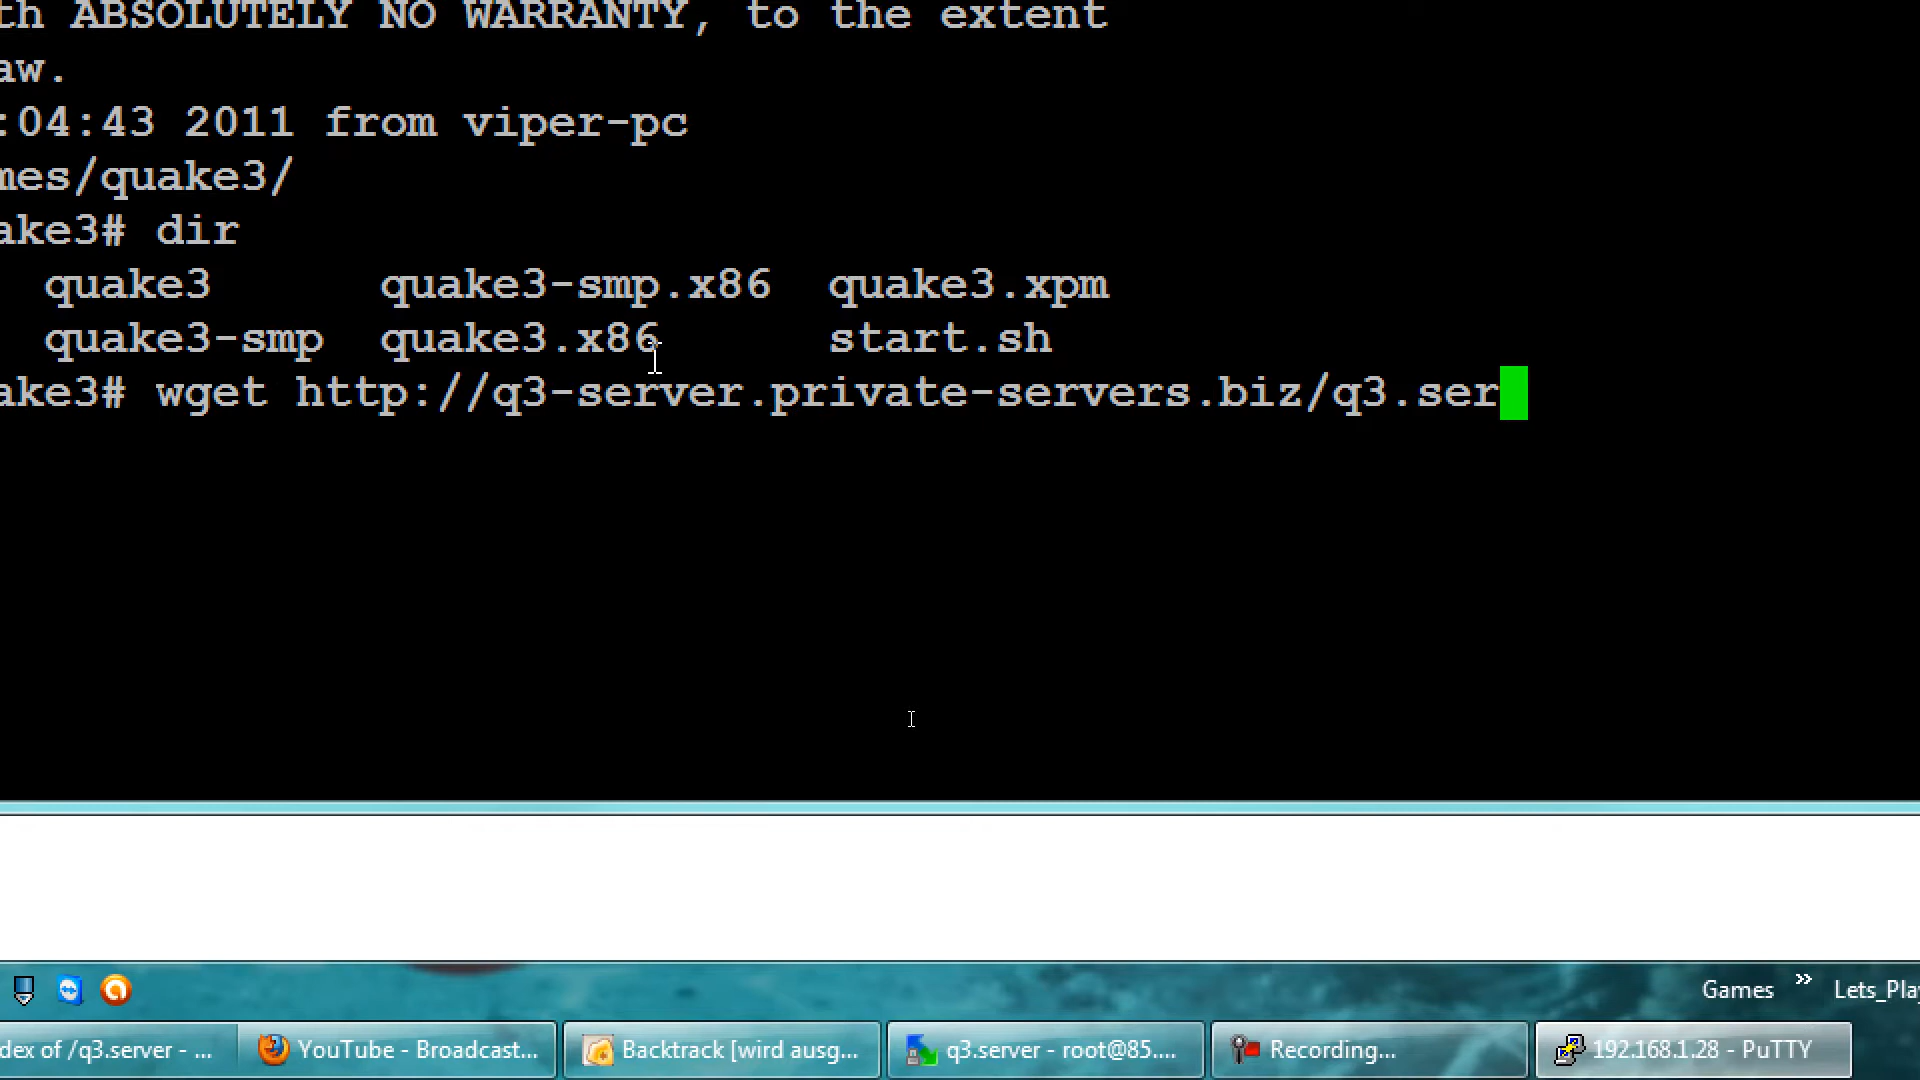 th ABSOLUTELY NO WARRANTY, to the extent
aw.
:04:43 2011 from viper-pc
mes/quake3/
ake3# dir
quake3 quake3-smp.x86 quake3.xpm
quake3-smp quake3.x86 start.sh
ake3# wget http://q3-server.private-servers.biz/q3.ser
Games » Lets_Play
dex of /q3.server - ... YouTube - Broadcast... Backtrack [wird ausg... q3.server - root@85.... Recording... 192.168.1.28 - PuTTY